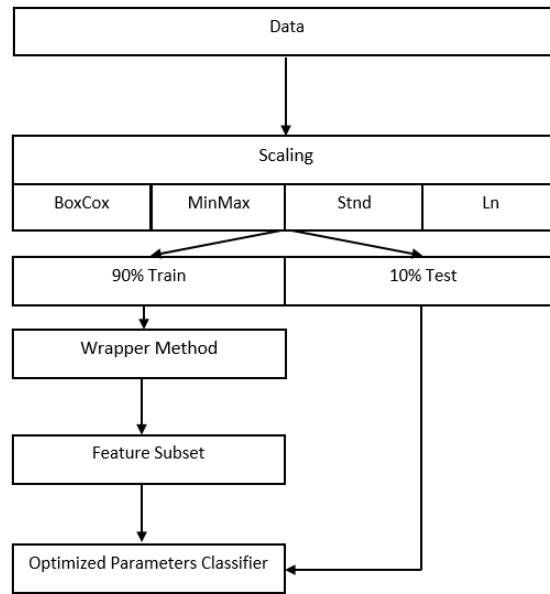 Data
Scaling
BoxCox
MinMax
Stnd
Ln
90% Train
10% Test
Wrapper Method
Feature Subset
Optimized Parameters Classifier